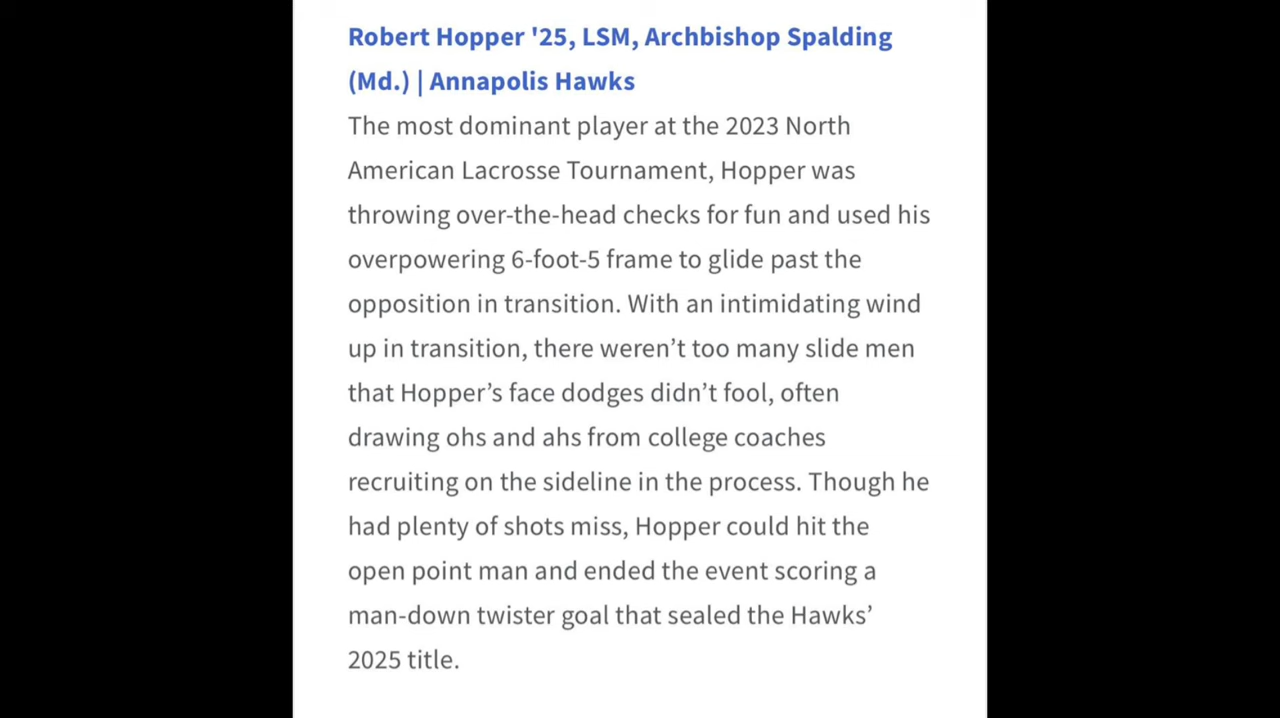 Robert Hopper '25, LSM, Archbishop Spalding
(Md.) | Annapolis Hawks
The most dominant player at the 2023 North
American Lacrosse Tournament, Hopper was
throwing over-the-head checks for fun and used his
overpowering 6-foot-5 frame to glide past the
opposition in transition. With an intimidating wind
up in transition, there weren’t too many slide men
that Hopper’s face dodges didn’t fool, often
drawing ohs and ahs from college coaches
recruiting on the sideline in the process. Though he
had plenty of shots miss, Hopper could hit the
open point man and ended the event scoring a
man-down twister goal that sealed the Hawks’
2025 title.